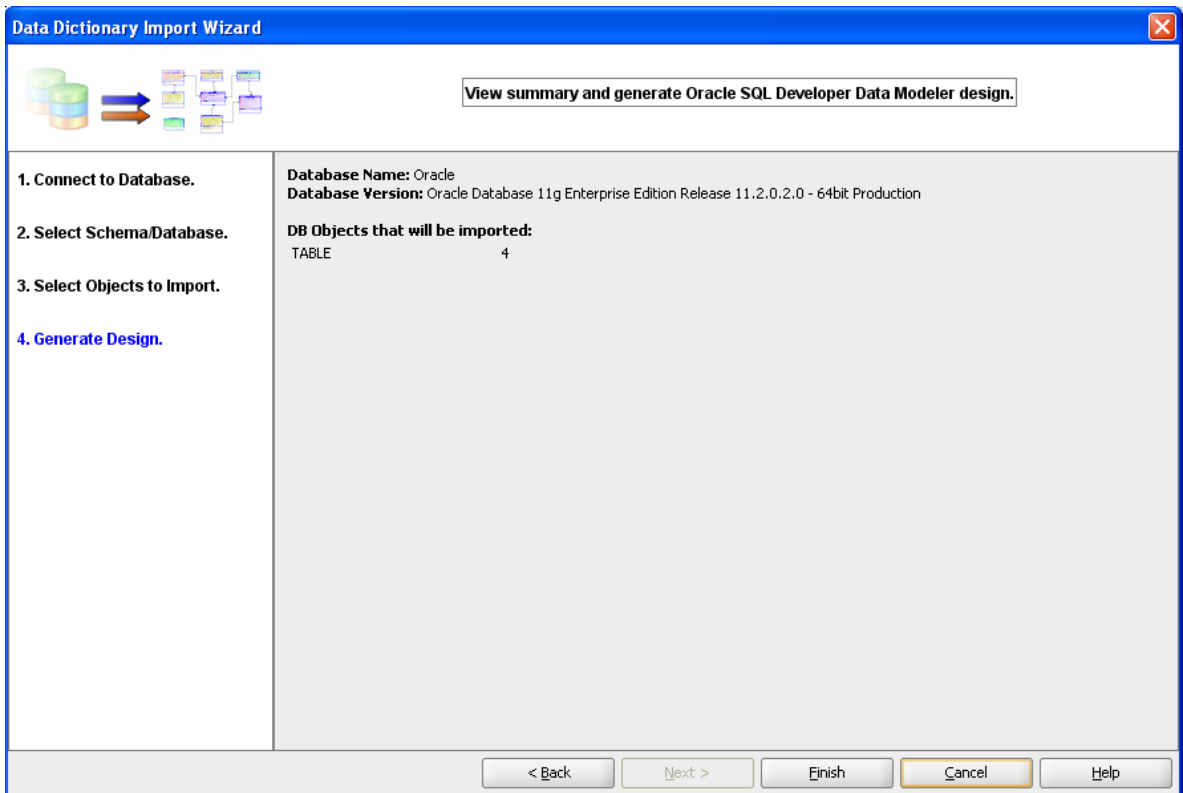 Data Dictionary Import Wizard
View summary and generate Oracle SQL Developer Data Modeler design.
1. Connect to Database.
2. Select Schema/Database.
3. Select Objects to Import.
4. Generate Design.
Database Name: Oracle
Database Version: Oracle Database 11g Enterprise Edition Release 11.2.0.2.0 - 64bit Production
DB Objects that will be imported:
TABLE 4
< Back Next > Finish Cancel Help